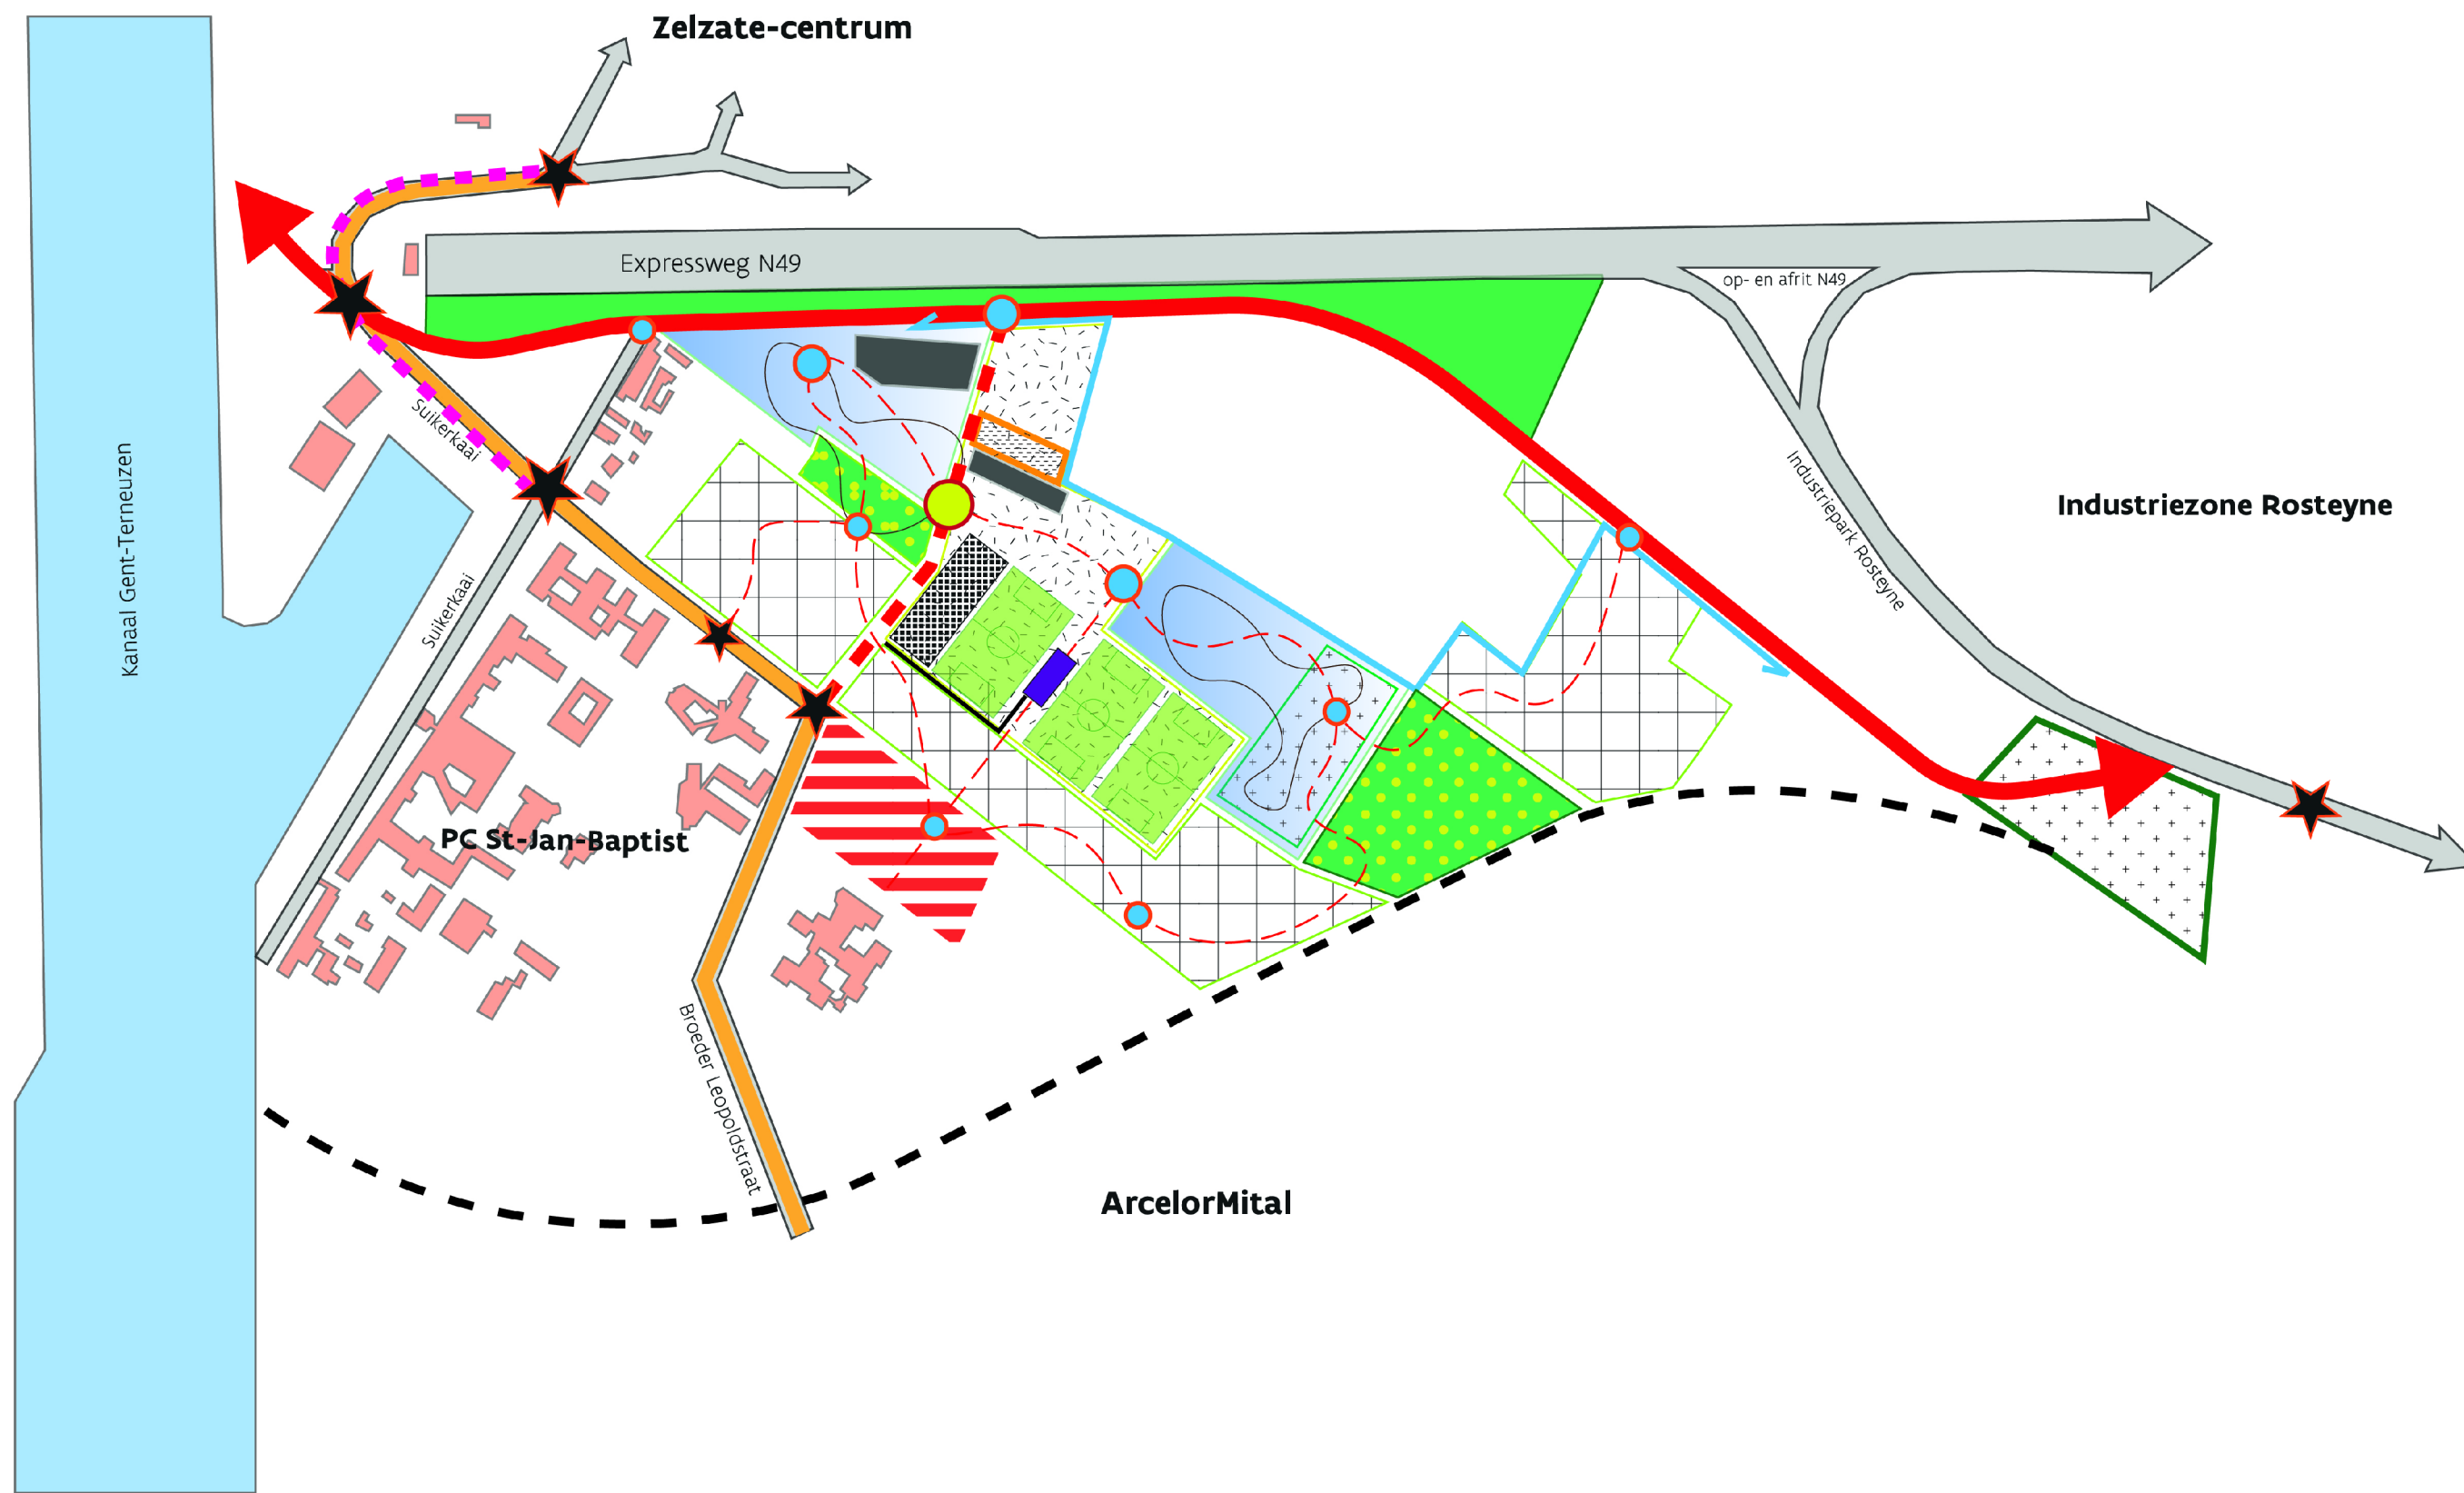 Zelzate-centrum
Expressweg N49
op- en afrit N49
Kanaal Gent-Terneuzen
Suikerkaai
Industriepark Rosteyne
Industriezone Rosteyne
Suikerkaai
PC St-Jan-Baptist
Broeder Leopoldstraat
ArcelorMital